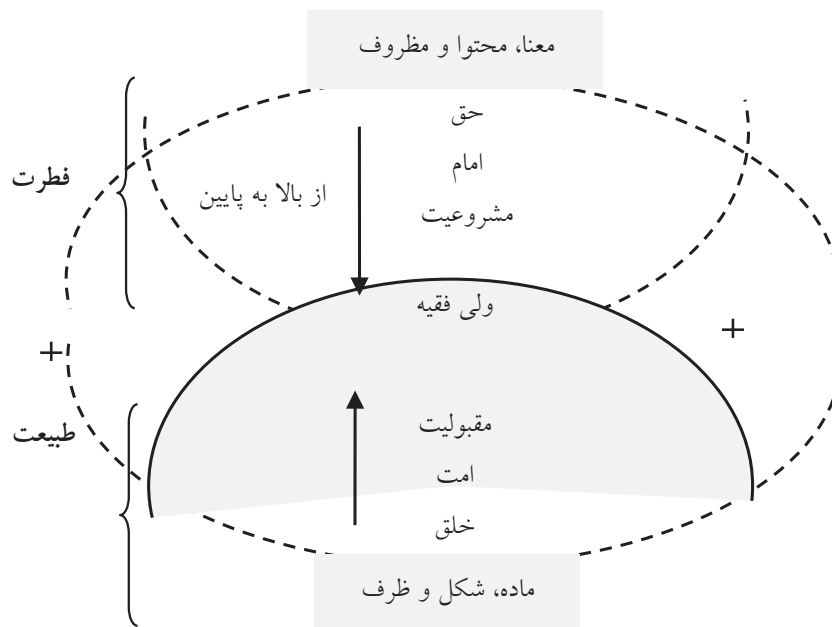 معنا، محتوا و مظروف
حق
امام
فطرت
از بالا به پایین
مشروعیت
ولی فقیه
+
+
مقبولیت
طبیعت
امت
خلق
ماده، شکل و ظرف